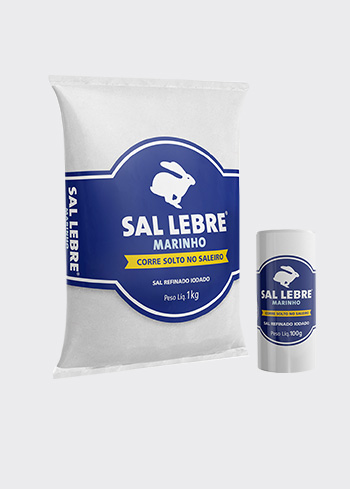 SAL LEBRE®
MARINHO
SAL LEBRE®
MARINHO
CORRE SOLTO NO SALEIRO
SAL REFINADO IODADO
Peso Líq. 1kg
SAL LEBRE®
MARINHO
CORRE SOLTO NO SALEIRO
SAL REFINADO IODADO
Peso Líq. 100g